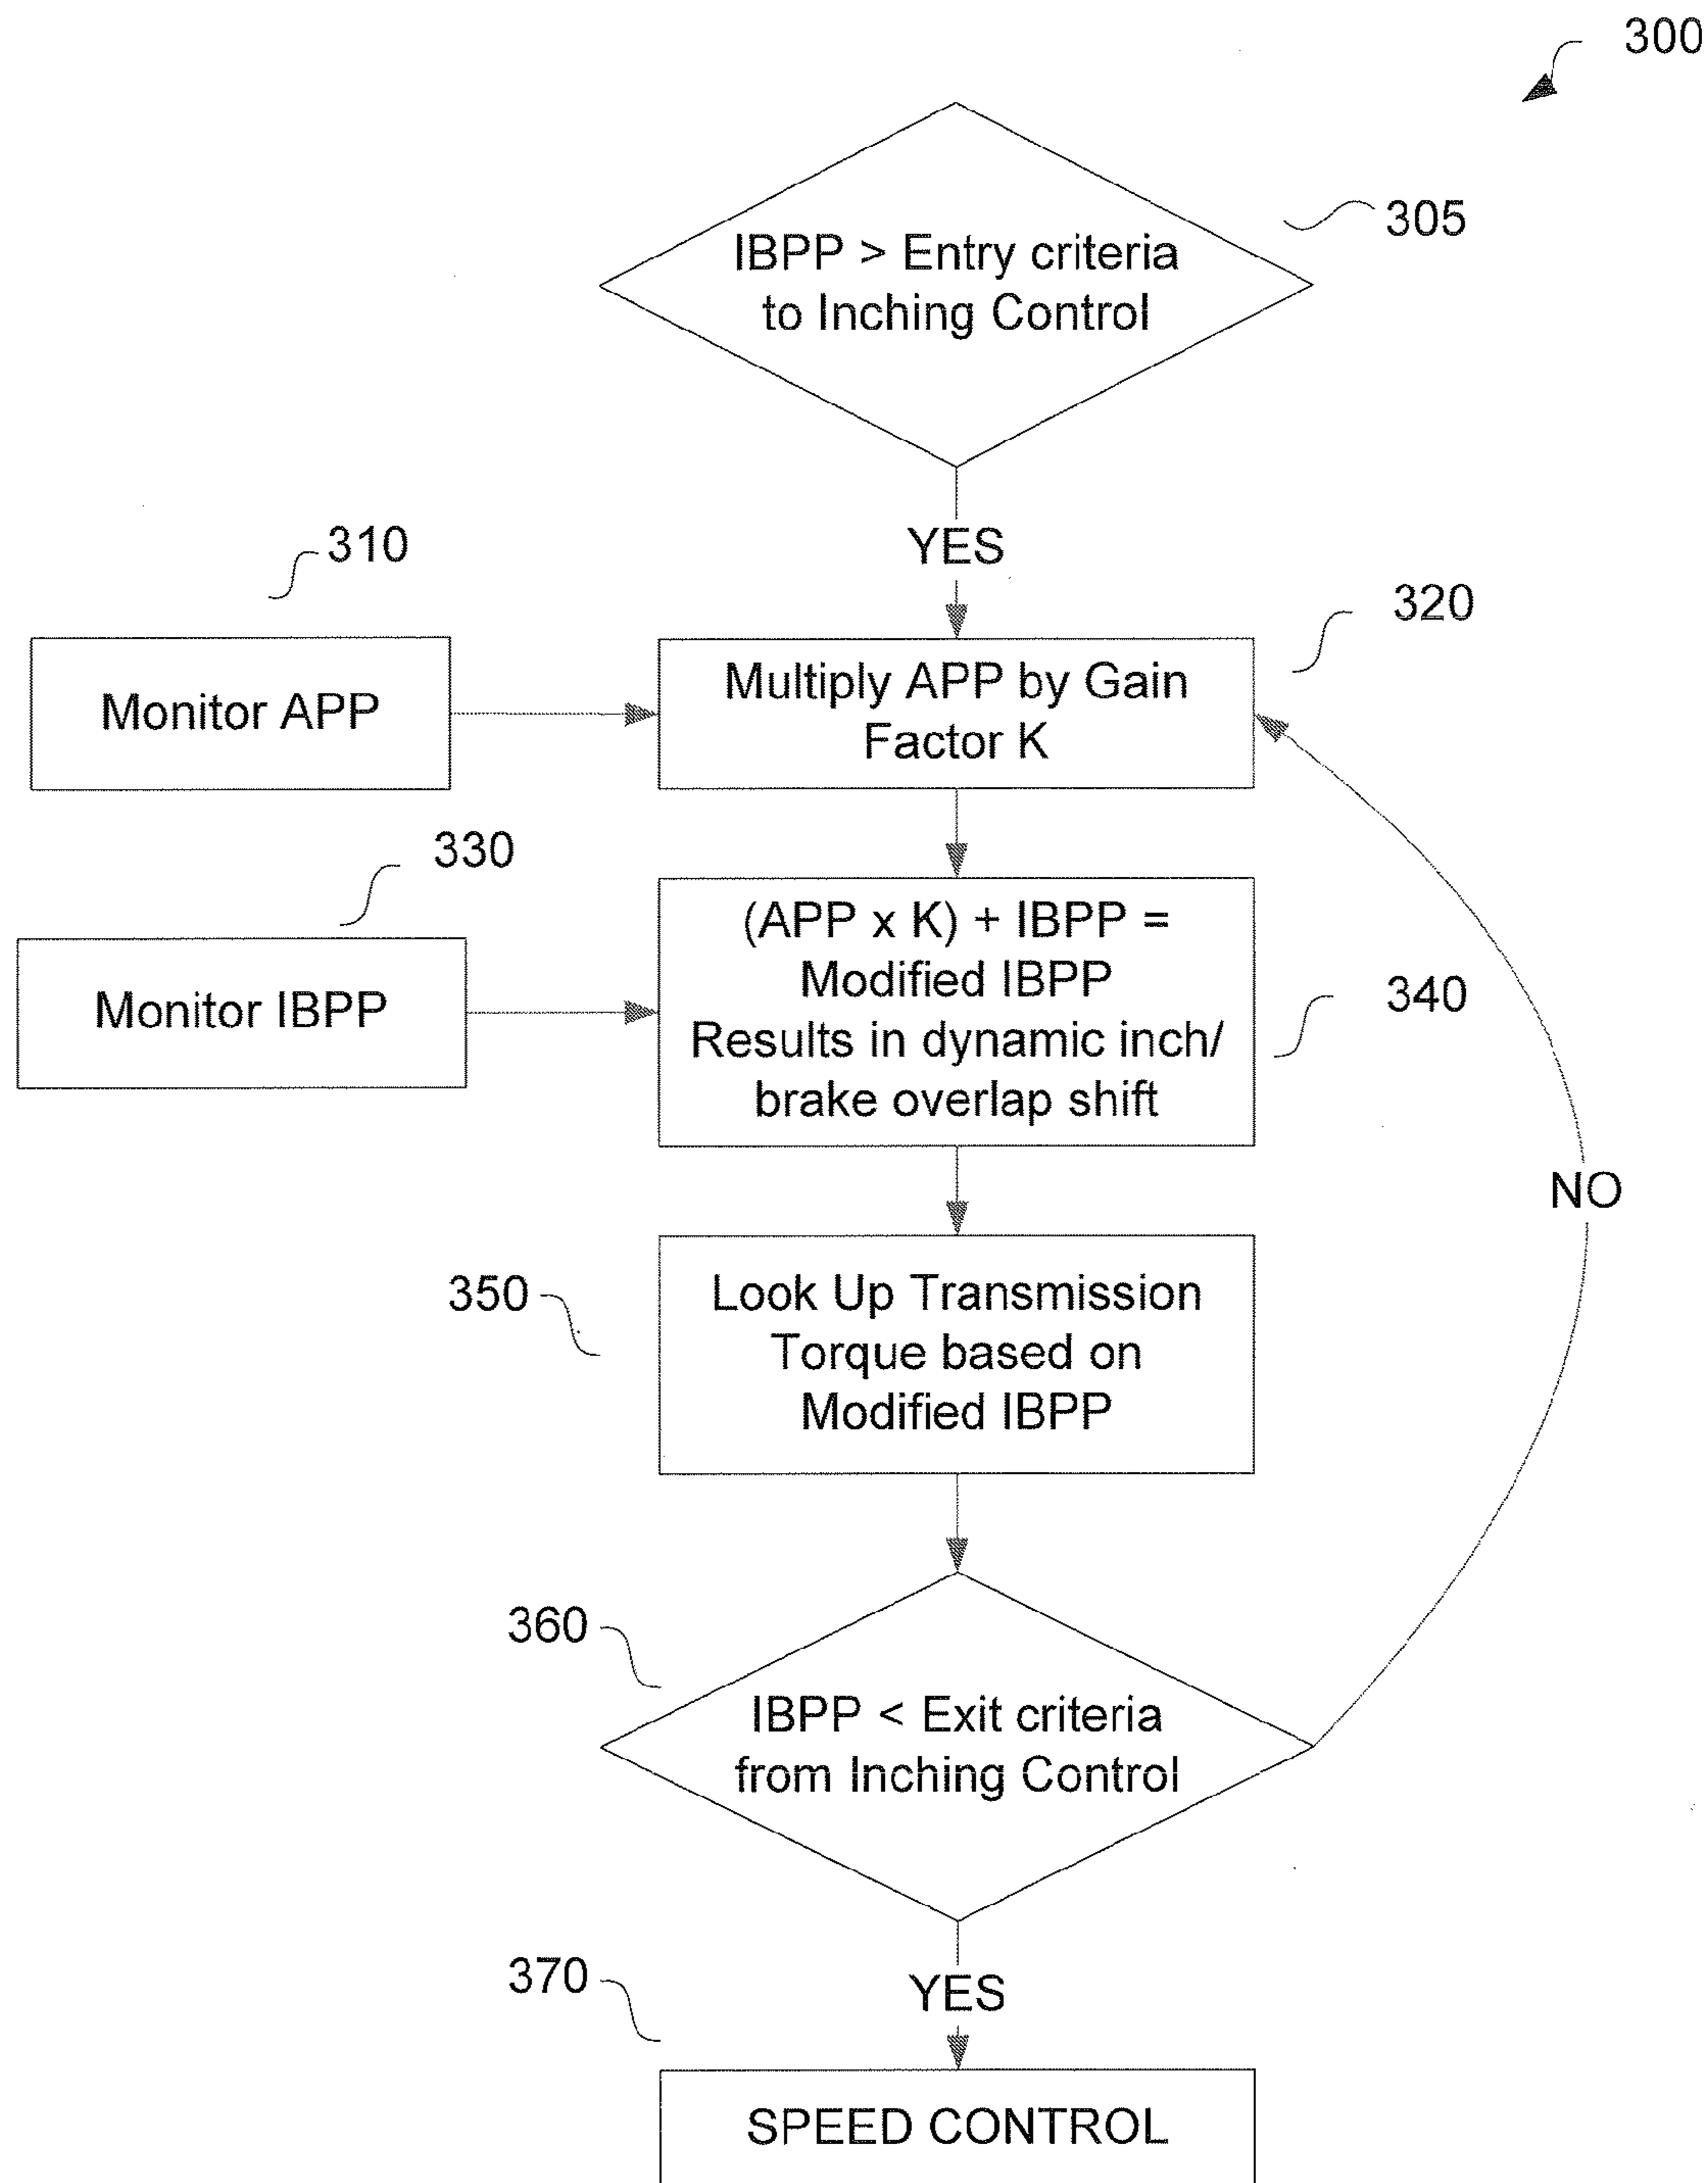 300
305
IBPP > Entry criteria
to Inching Control
YES
310
320
Monitor APP
Multiply APP by Gain
Factor K
330
340
Monitor IBPP
(APP x K) + IBPP =
Modified IBPP
Results in dynamic inch/
brake overlap shift
NO
350
Look Up Transmission
Torque based on
Modified IBPP
360
IBPP < Exit criteria
from Inching Control
370
YES
SPEED CONTROL